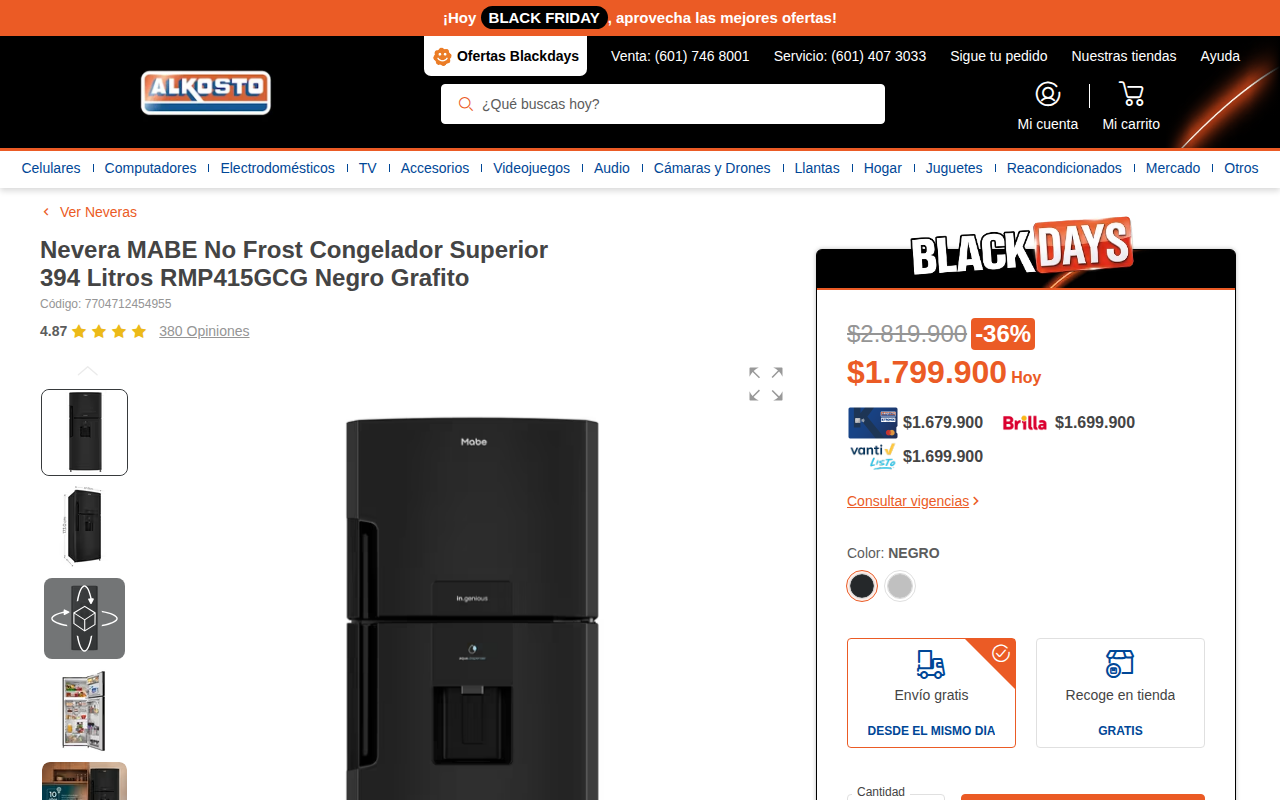 ¡Hoy BLACK FRIDAY, aprovecha las mejores ofertas!
Ofertas Blackdays
Venta: (601) 746 8001
Servicio: (601) 407 3033
Sigue tu pedido
Nuestras tiendas
Ayuda
ALKOSTO
¿Qué buscas hoy?
Mi cuenta
Mi carrito
Celulares
Computadores
Electrodomésticos
TV
Accesorios
Videojuegos
Audio
Cámaras y Drones
Llantas
Hogar
Juguetes
Reacondicionados
Mercado
Otros
Ver Neveras
Nevera MABE No Frost Congelador Superior
394 Litros RMP415GCG Negro Grafito
Código: 7704712454955
4.87
380 Opiniones
Mabe
in.genious
BLACK DAYS
$2.819.900 -36%
$1.799.900 Hoy
$1.679.900
Brilla $1.699.900
vanti Listo $1.699.900
Consultar vigencias
Color: NEGRO
Envío gratis
DESDE EL MISMO DIA
Recoge en tienda
GRATIS
Cantidad